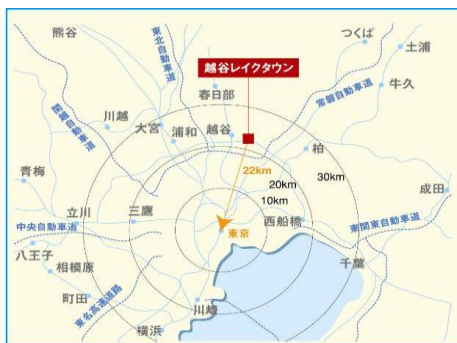 熊谷
東北自動車道
つくば
土浦
越谷レイクタウン
牛久
春日部
常磐自動車道
関越自動車道
川越
大宮
浦和
越谷
柏
青梅
22km
30km
20km
10km
成田
立川
三鷹
西船橋
東京
東関東自動車道
中央自動車道
八王子
千葉
相模原
町田
川崎
東名高速道路
横浜